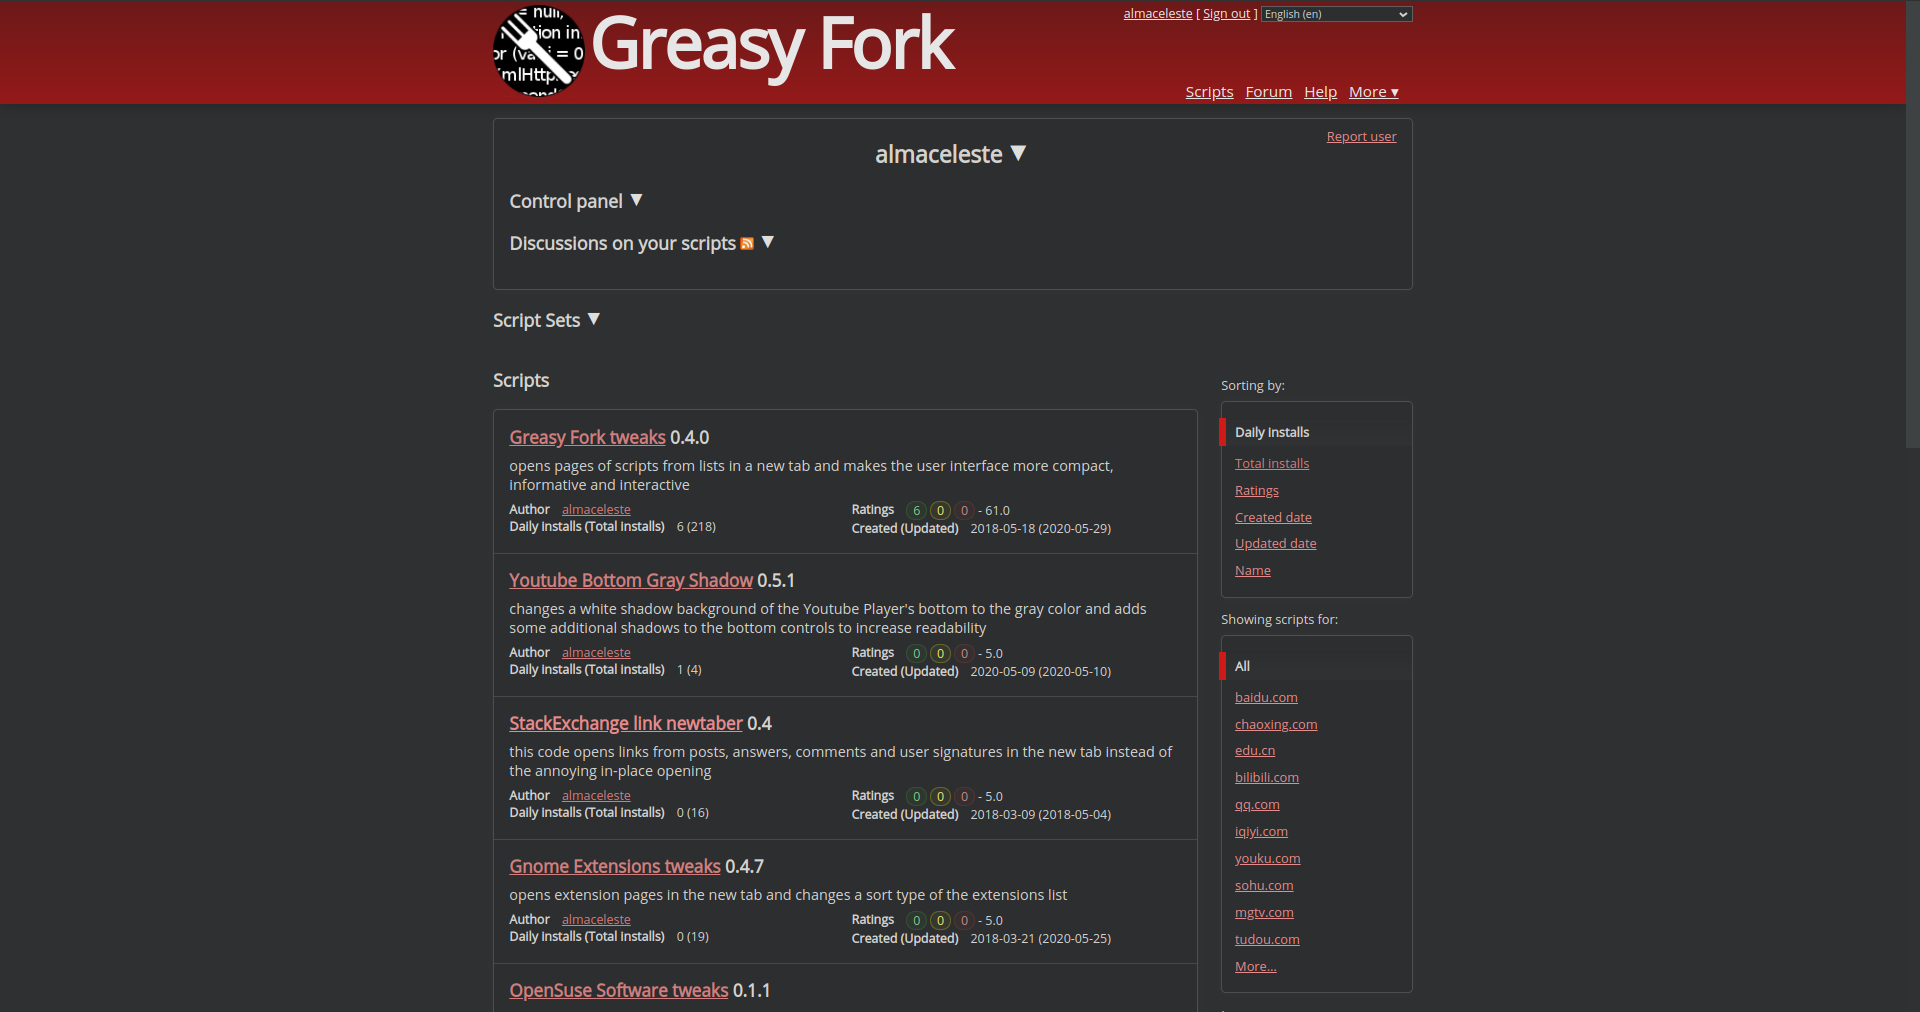 = null,
tion in
or (va i = 0
mlHttp
Greasy Fork
almaceleste [ Sign out ] English (en)
Scripts Forum Help More ▾
Report user
almaceleste ▼
Control panel ▼
Discussions on your scripts ▼
Script Sets ▼
Scripts
Greasy Fork tweaks 0.4.0
opens pages of scripts from lists in a new tab and makes the user interface more compact,
informative and interactive
Author almaceleste Ratings 6 0 0 - 61.0
Daily installs (Total installs) 6 (218) Created (Updated) 2018-05-18 (2020-05-29)
Youtube Bottom Gray Shadow 0.5.1
changes a white shadow background of the Youtube Player's bottom to the gray color and adds
some additional shadows to the bottom controls to increase readability
Author almaceleste Ratings 0 0 0 - 5.0
Daily installs (Total installs) 1 (4) Created (Updated) 2020-05-09 (2020-05-10)
StackExchange link newtaber 0.4
this code opens links from posts, answers, comments and user signatures in the new tab instead of
the annoying in-place opening
Author almaceleste Ratings 0 0 0 - 5.0
Daily installs (Total installs) 0 (16) Created (Updated) 2018-03-09 (2018-05-04)
Gnome Extensions tweaks 0.4.7
opens extension pages in the new tab and changes a sort type of the extensions list
Author almaceleste Ratings 0 0 0 - 5.0
Daily installs (Total installs) 0 (19) Created (Updated) 2018-03-21 (2020-05-25)
OpenSuse Software tweaks 0.1.1
Sorting by:
Daily installs
Total installs
Ratings
Created date
Updated date
Name
Showing scripts for:
All
baidu.com
chaoxing.com
edu.cn
bilibili.com
qq.com
iqiyi.com
youku.com
sohu.com
mgtv.com
tudou.com
More...